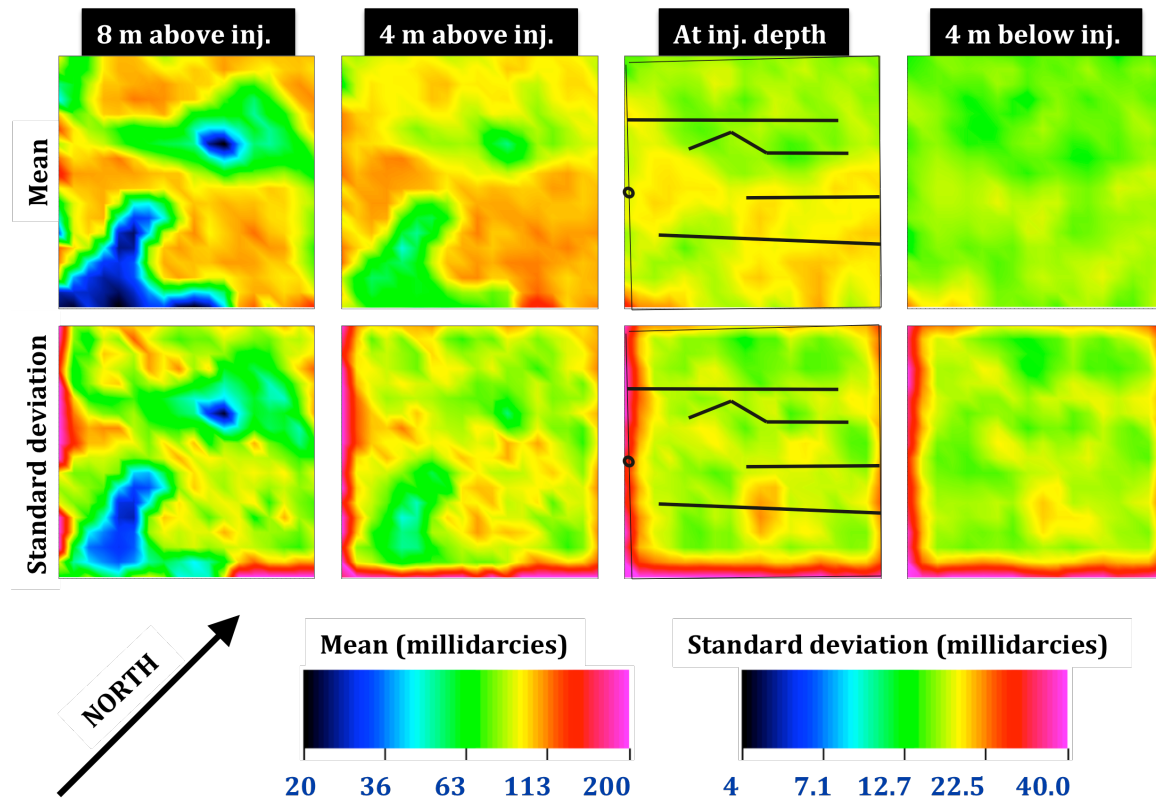 8 m above inj.
4 m above inj.
At inj. depth
4 m below inj.
Mean
Standard deviation
NORTH
Mean (millidarcies)
20 36 63 113 200
Standard deviation (millidarcies)
4 7.1 12.7 22.5 40.0